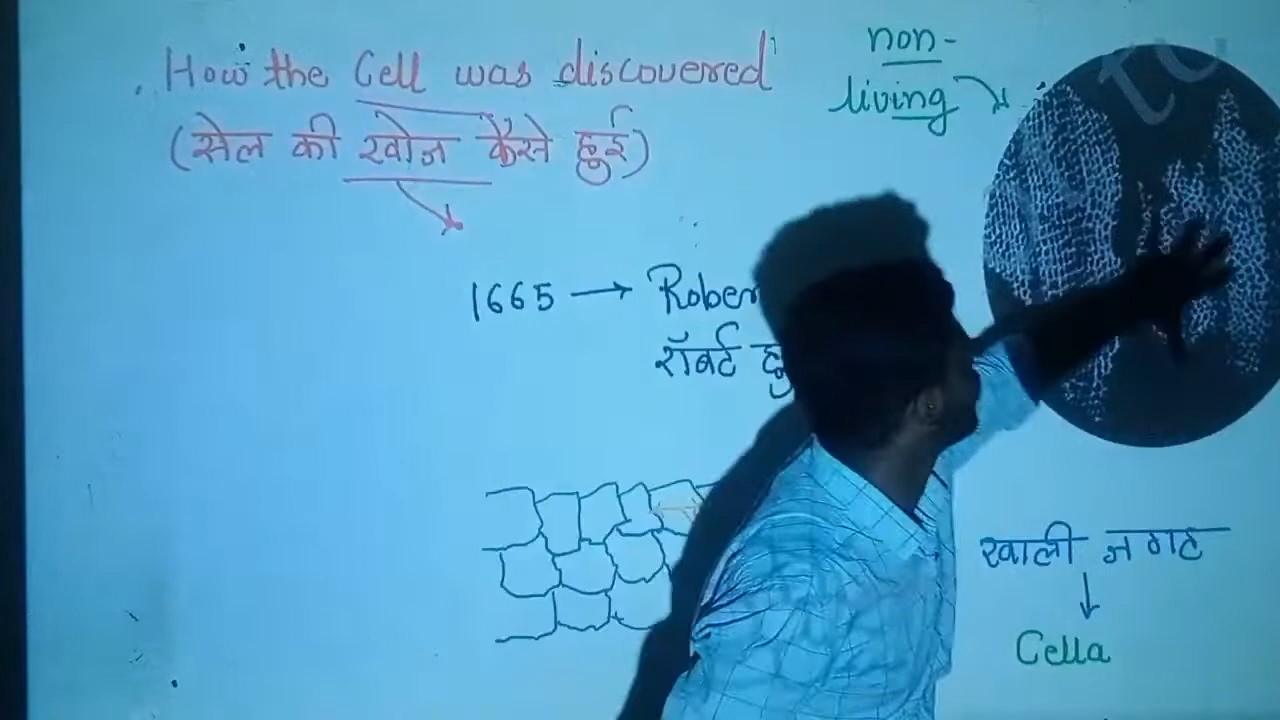 How the Cell was discovered
(सेल की खोज कैसे हुई)
non-
living
1665 → Rober
रॉबर्ट हु
खाली जगह
↓
Cella